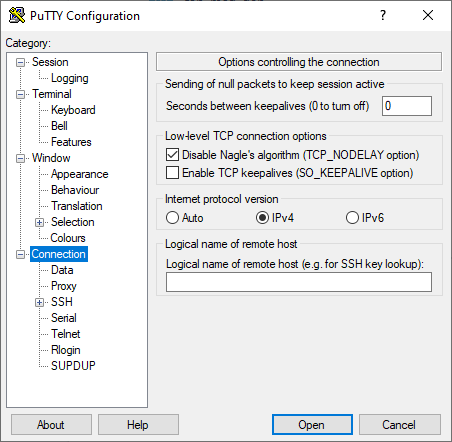 PuTTY Configuration
?
Category:
Session
Logging
Terminal
Keyboard
Bell
Features
Window
Appearance
Behaviour
Translation
Selection
Colours
Connection
Data
Proxy
SSH
Serial
Telnet
Rlogin
SUPDUP
Options controlling the connection
Sending of null packets to keep session active
Seconds between keepalives (0 to turn off)
0
Low-level TCP connection options
Disable Nagle's algorithm (TCP_NODELAY option)
Enable TCP keepalives (SO_KEEPALIVE option)
Internet protocol version
Auto IPv4 IPv6
Logical name of remote host
Logical name of remote host (e.g. for SSH key lookup):
About Help Open Cancel